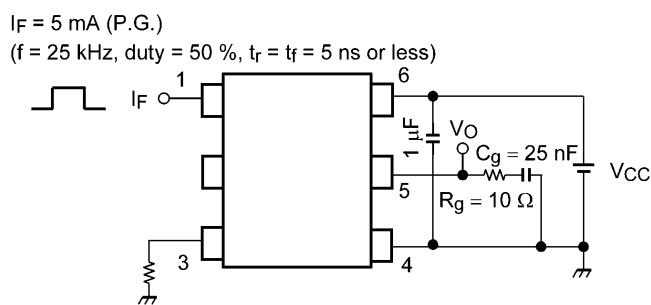 IF = 5 mA (P.G.)
(f = 25 kHz, duty = 50 %, tr = tf = 5 ns or less)
1
6
IF
1 μF
VO
Cg = 25 nF
VCC
5
Rg = 10 Ω
3
4